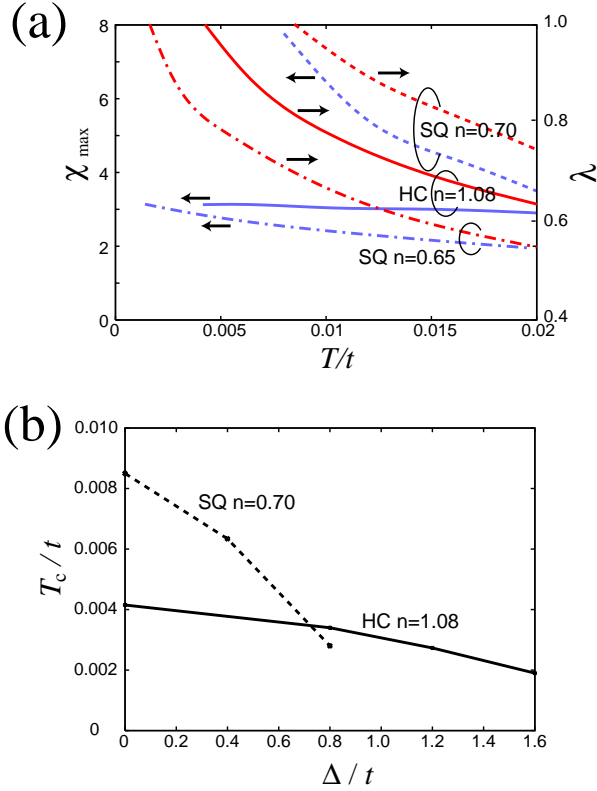 (a)
8
6
4
2
0
χ max
1.0
0.8
0.6
0.4
λ
SQ n=0.70
HC n=1.08
SQ n=0.65
0 0.005 0.01 0.015 0.02
T/t
(b)
0.010
0.008
0.006
0.004
0.002
0
Tc / t
SQ n=0.70
HC n=1.08
0 0.2 0.4 0.6 0.8 1.0 1.2 1.4 1.6
Δ / t